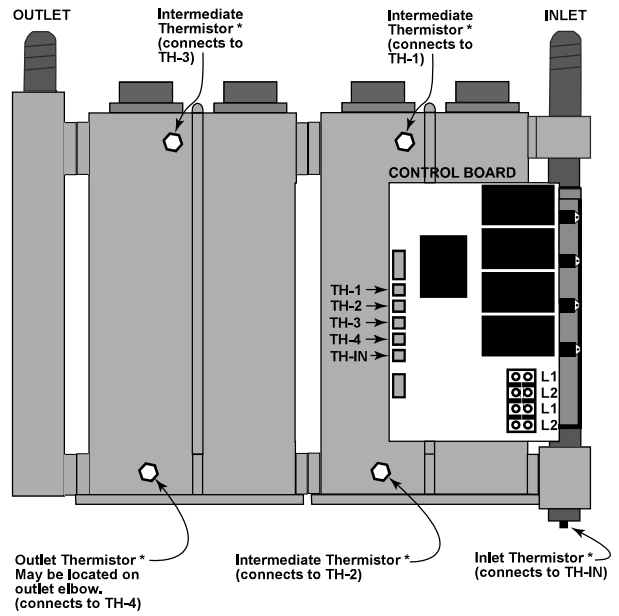 OUTLET
Intermediate
Thermistor *
(connects to
TH-3)
Intermediate
Thermistor *
(connects to
TH-1)
INLET
CONTROL BOARD
TH-1
TH-2
TH-3
TH-4
TH-IN
L1
L2
L1
L2
Outlet Thermistor *
May be located on
outlet elbow.
(connects to TH-4)
Intermediate Thermistor *
(connects to TH-2)
Inlet Thermistor *
(connects to TH-IN)